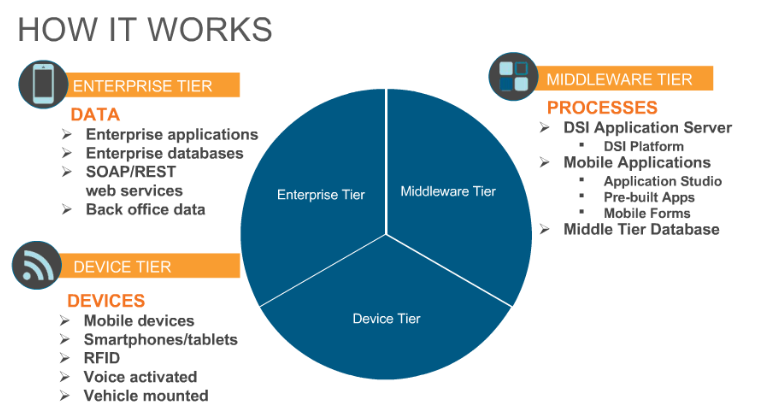 HOW IT WORKS
ENTERPRISE TIER
DATA
Enterprise applications
Enterprise databases
SOAP/REST
web services
Back office data
DEVICE TIER
DEVICES
Mobile devices
Smartphones/tablets
RFID
Voice activated
Vehicle mounted
Enterprise Tier
Middleware Tier
Device Tier
MIDDLEWARE TIER
PROCESSES
DSI Application Server
DSI Platform
Mobile Applications
Application Studio
Pre-built Apps
Mobile Forms
Middle Tier Database